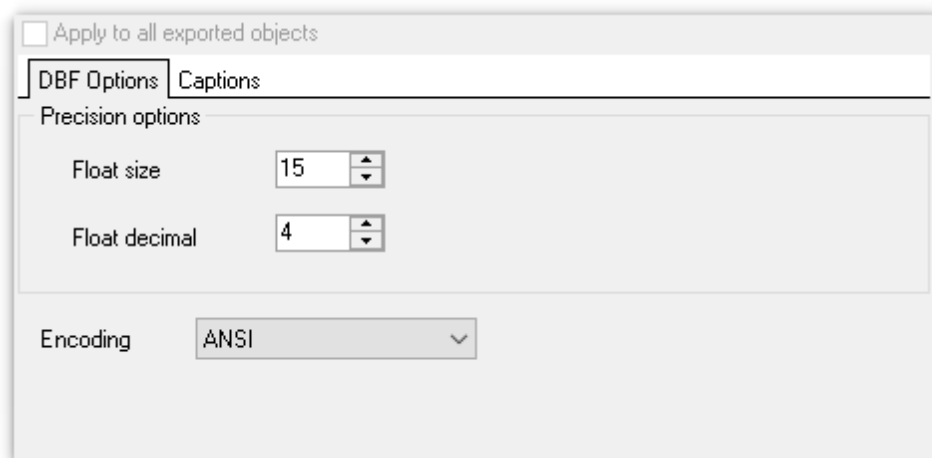 Apply to all exported objects
DBF Options Captions
Precision options
Float size 15
Float decimal 4
Encoding ANSI